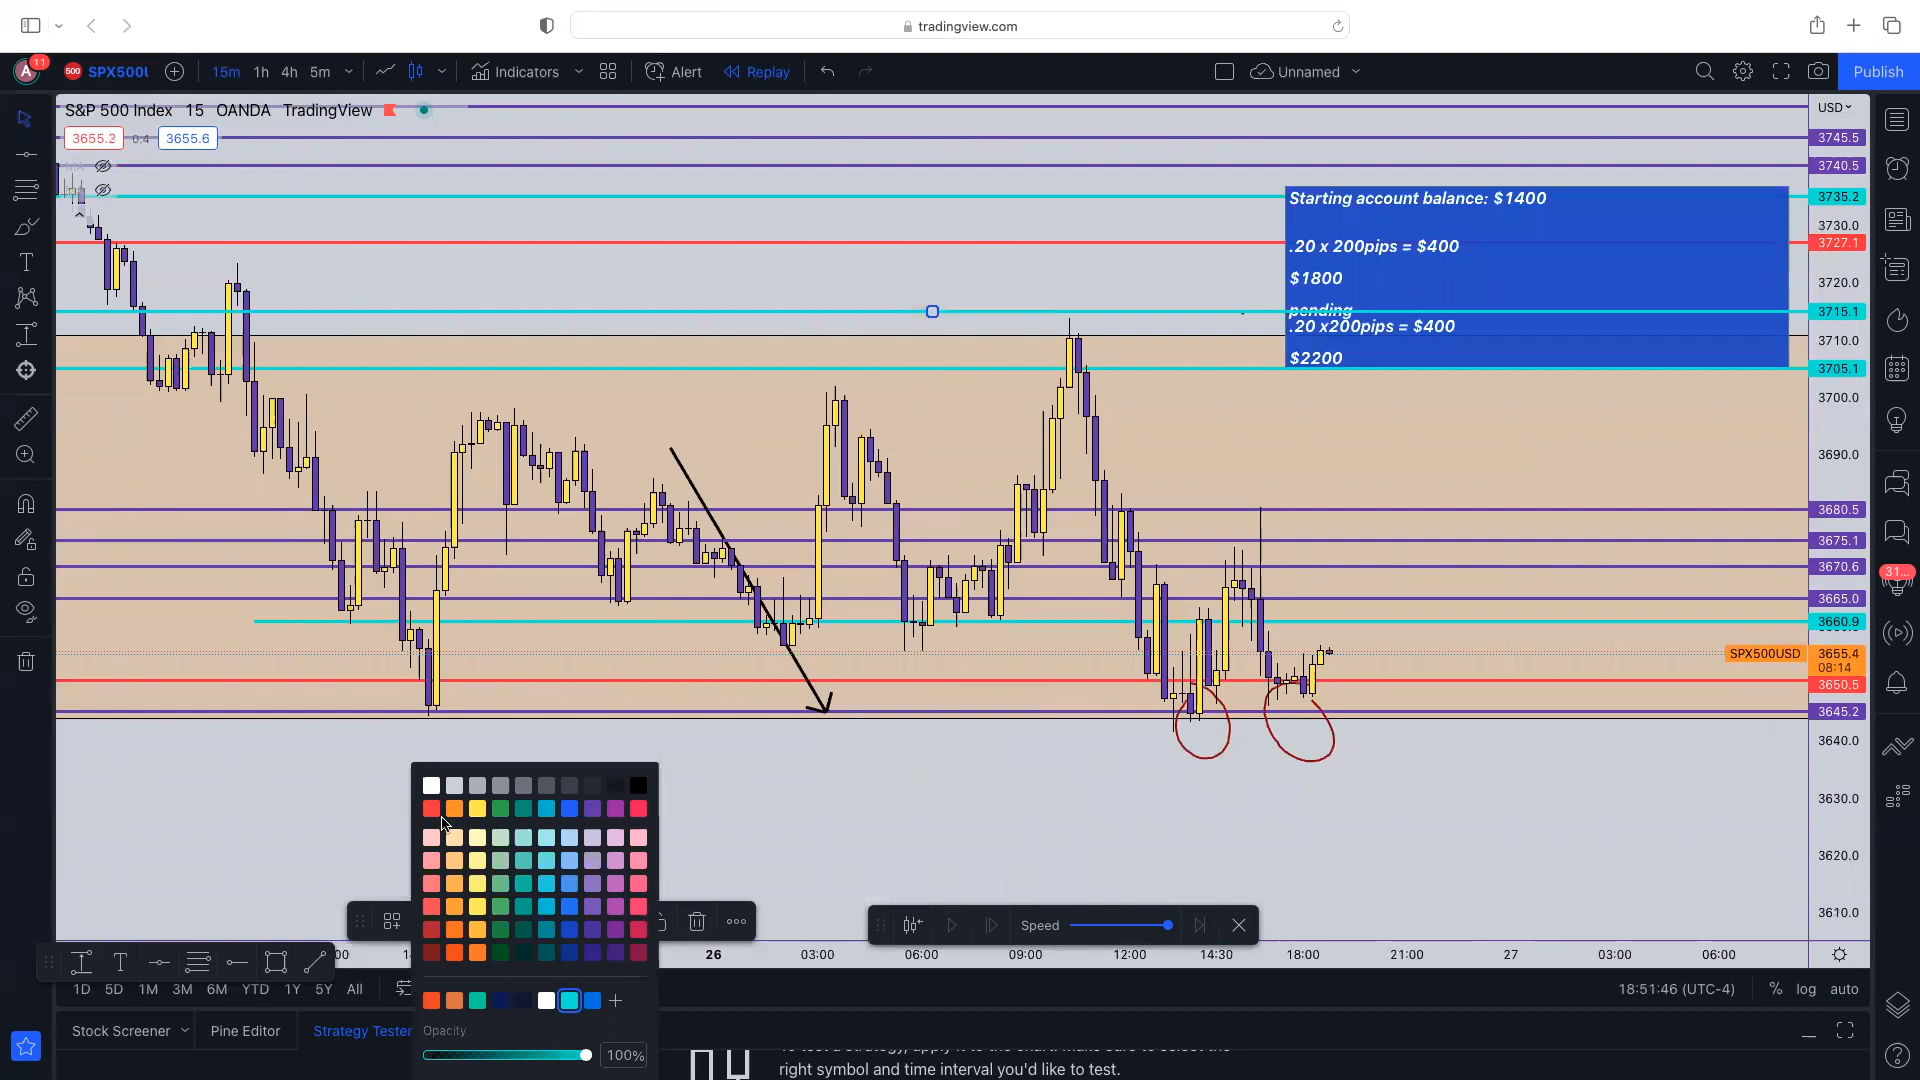 tradingview.com
11
500
SPX500U
15m
1h
4h
5m
Indicators
Alert
Replay
Unnamed
Publish
S&P 500 Index 15 OANDA TradingView
USD
3655.2
0.4
3655.6
3745.5
3740.5
3735.2
3730.0
3727.1
3720.0
3715.1
3710.0
3705.1
3700.0
3690.0
3680.5
3675.1
3670.6
3665.0
3660.9
SPX500USD
3655.4
08:14
3650.5
3645.2
3640.0
3630.0
3620.0
3610.0
Starting account balance: $1400
.20 x 200pips = $400
$1800
pending
.20 x200pips = $400
$2200
31...
Speed
26
03:00
06:00
09:00
12:00
14:30
18:00
21:00
27
03:00
06:00
1D
5D
1M
3M
6M
YTD
1Y
5Y
All
18:51:46 (UTC-4)
%
log
auto
Stock Screener
Pine Editor
Strategy Tester
Opacity
100%
right symbol and time interval you'd like to test.